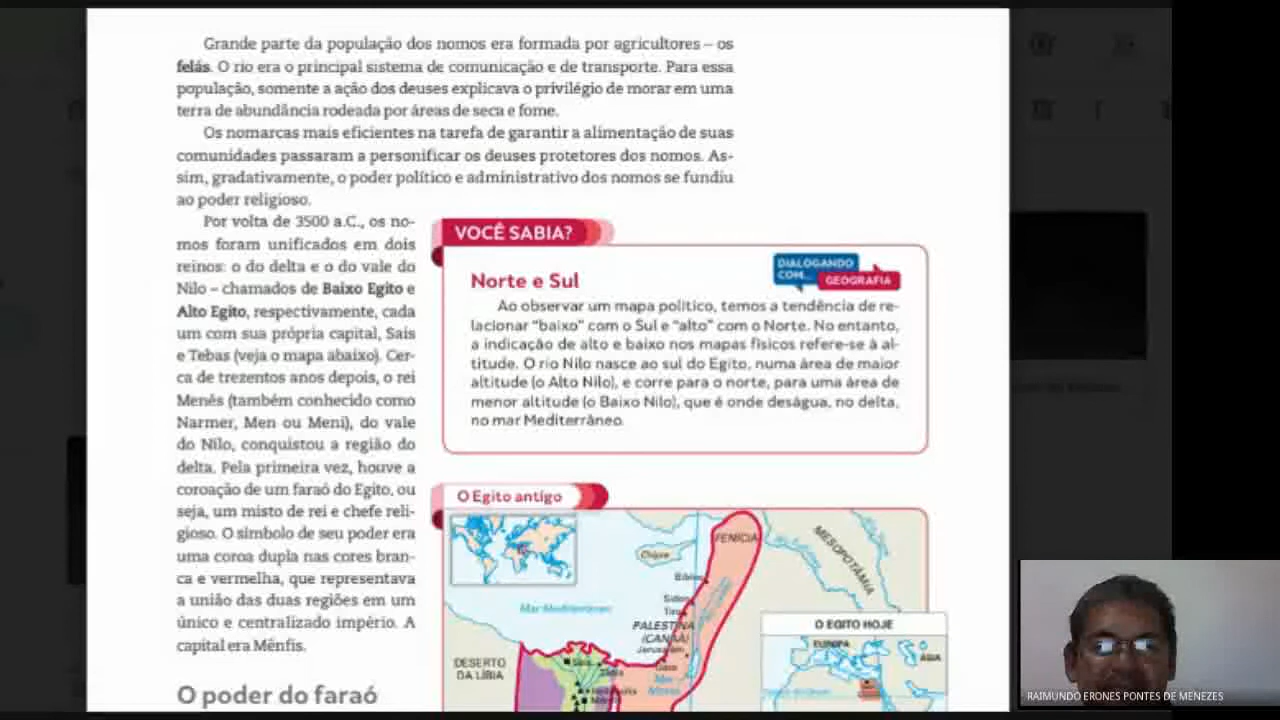 Grande parte da população dos nomos era formada por agricultores – os
felás. O rio era o principal sistema de comunicação e de transporte. Para essa
população, somente a ação dos deuses explicava o privilégio de morar em uma
terra de abundância rodeada por áreas de seca e fome.
Os nomarcas mais eficientes na tarefa de garantir a alimentação de suas
comunidades passaram a personificar os deuses protetores dos nomos. As-
sim, gradativamente, o poder político e administrativo dos nomos se fundiu
ao poder religioso.
Por volta de 3500 a.C., os no-
mos foram unificados em dois
reinos: o do delta e o do vale do
Nilo – chamados de Baixo Egito e
Alto Egito, respectivamente, cada
um com sua própria capital, Sais
e Tebas (veja o mapa abaixo). Cer-
ca de trezentos anos depois, o rei
Menés (também conhecido como
Narmer, Men ou Meni), do vale
do Nilo, conquistou a região do
delta. Pela primeira vez, houve a
coroação de um faraó do Egito, ou
seja, um misto de rei e chefe reli-
gioso. O símbolo de seu poder era
uma coroa dupla nas cores bran-
ca e vermelha, que representava
a união das duas regiões em um
único e centralizado império. A
capital era Mênfis.
O poder do faraó
VOCÊ SABIA?
DIALOGANDO
COM...
GEOGRAFIA
Norte e Sul
Ao observar um mapa político, temos a tendência de re-
lacionar "baixo" com o Sul e "alto" com o Norte. No entanto,
a indicação de alto e baixo nos mapas físicos refere-se à al-
titude. O rio Nilo nasce ao sul do Egito, numa área de maior
altitude (o Alto Nilo), e corre para o norte, para uma área de
menor altitude (o Baixo Nilo), que é onde deságua, no delta,
no mar Mediterrâneo.
O Egito antigo
FENÍCIA
MESOPOTÂMIA
Chipre
Biblos
Sidon
Tiro
Mar Mediterrâneo
PALESTINA
(CANAÃ)
Jerusalém
Gaza
Mar
Morto
DESERTO
DA LÍBIA
Sais
O EGITO HOJE
EUROPA
ÁSIA
RAIMUNDO ERONES PONTES DE MENEZES